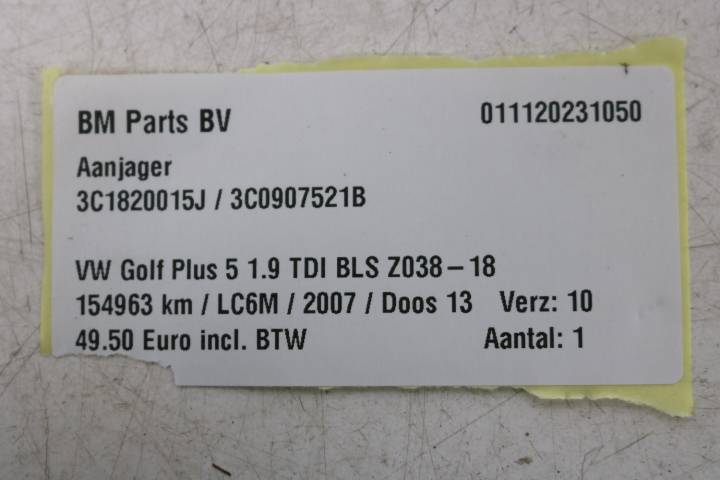 BM Parts BV 011120231050
Aanjager
3C1820015J / 3C0907521B
VW Golf Plus 5 1.9 TDI BLS Z038 – 18
154963 km / LC6M / 2007 / Doos 13 Verz: 10
49.50 Euro incl. BTW Aantal: 1